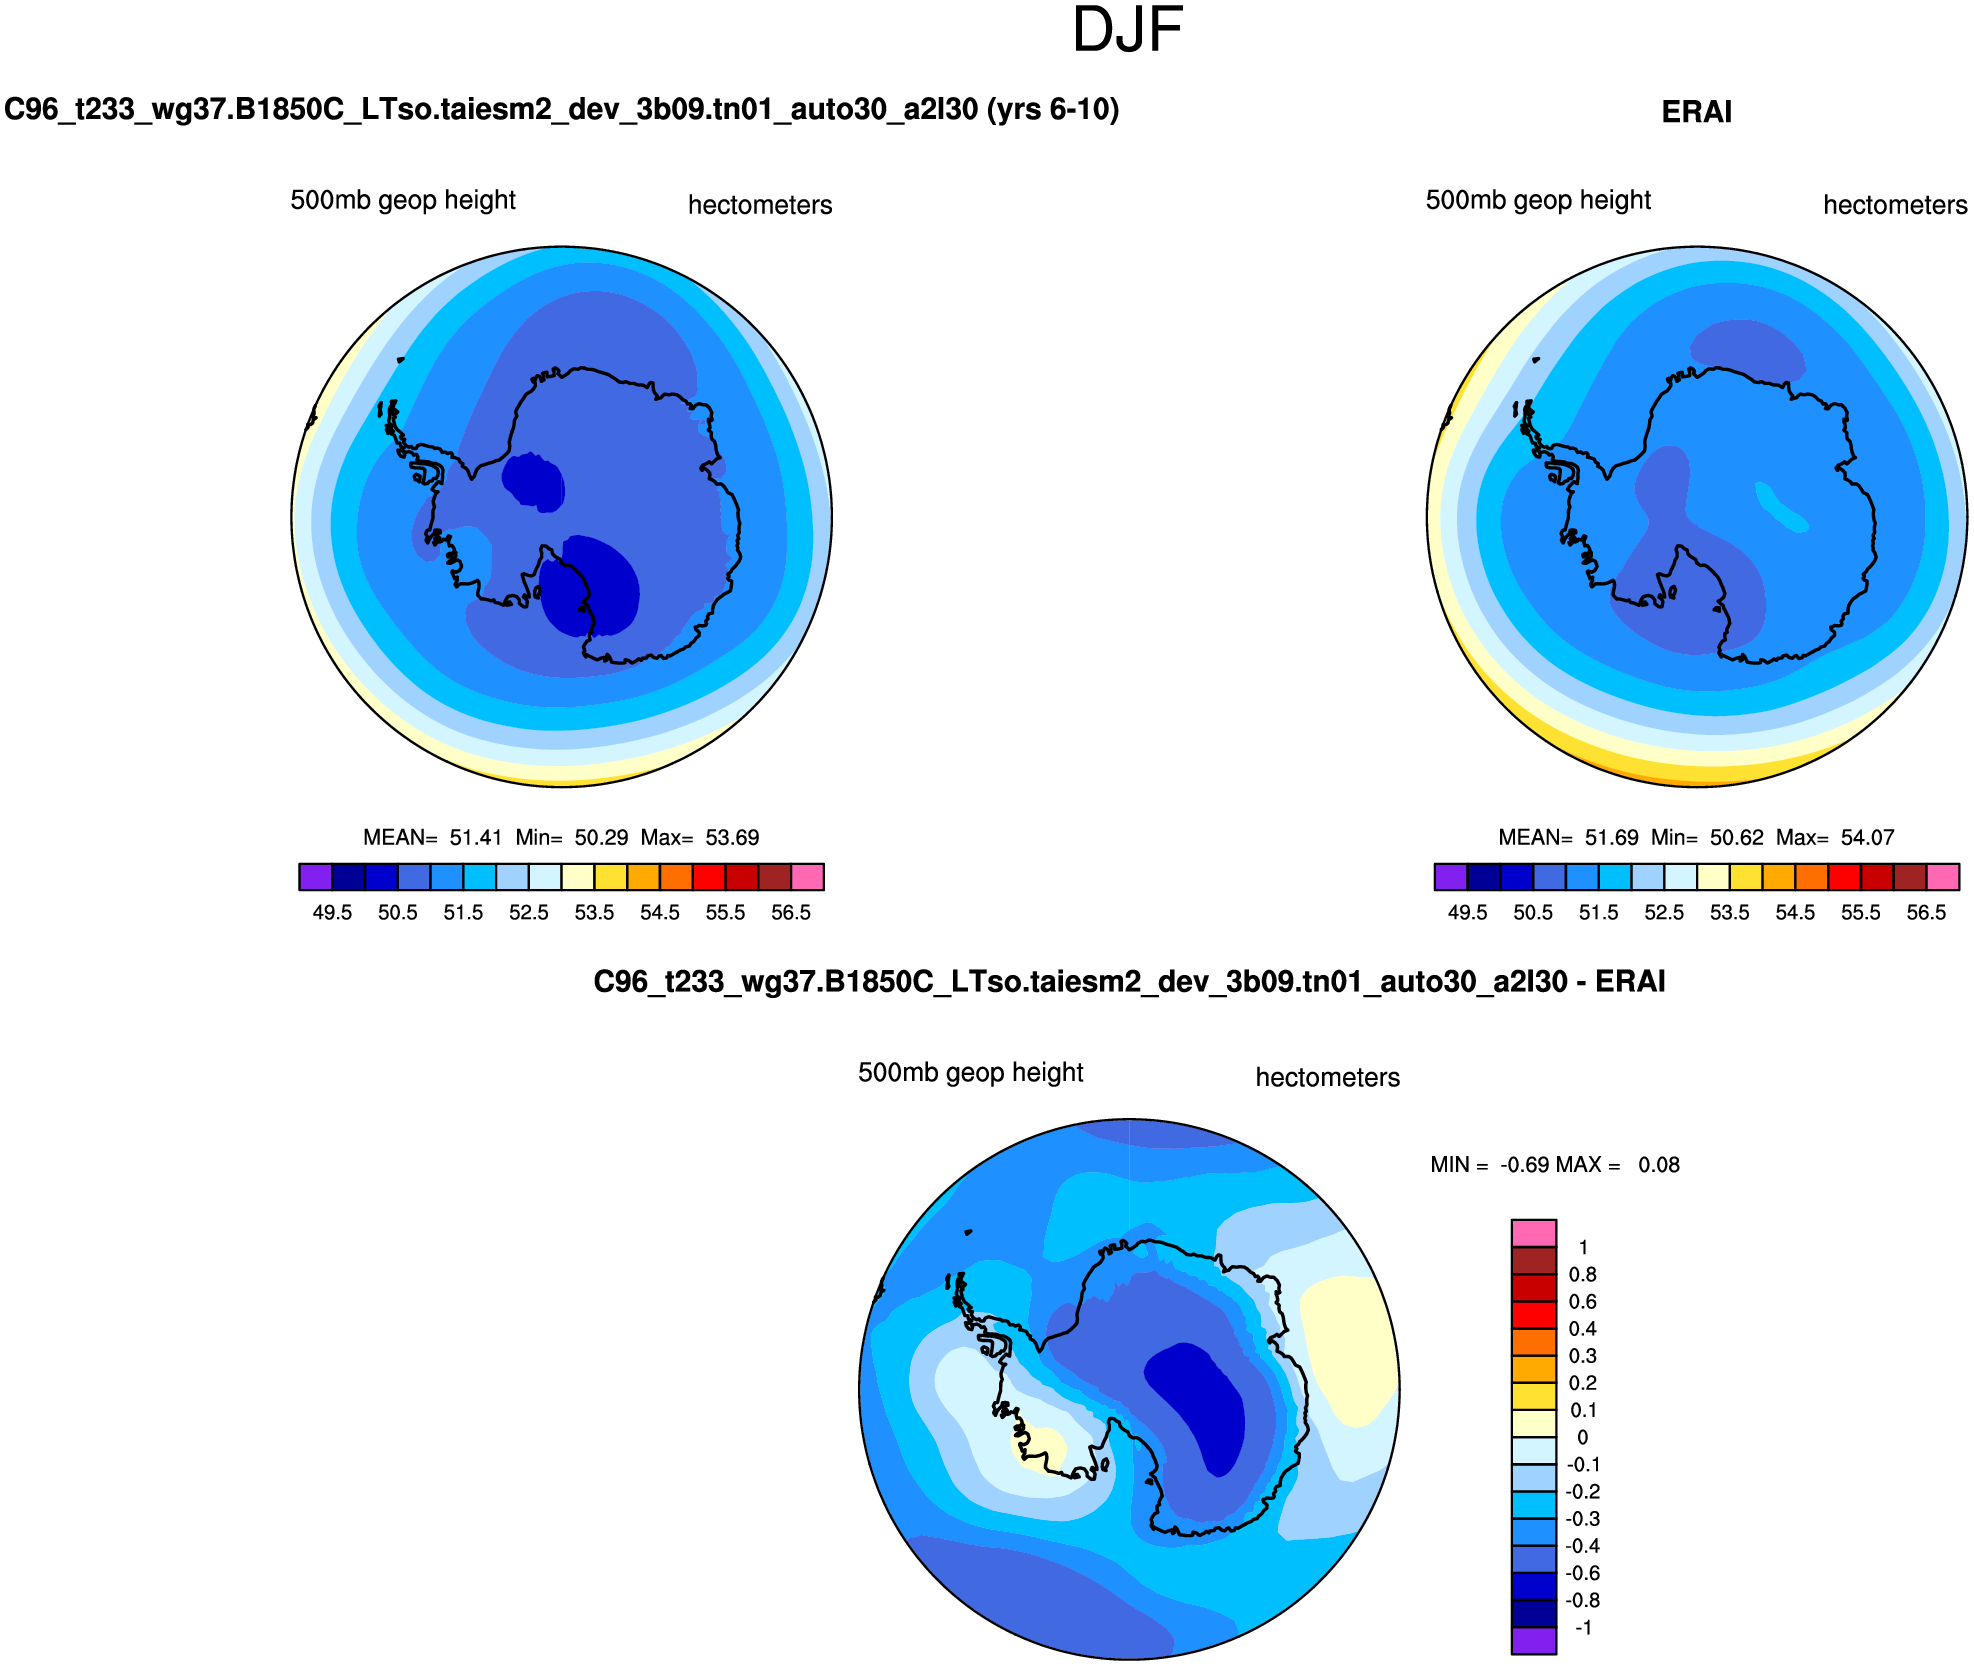 DJF
C96_t233_wg37.B1850C_LTso.taiesm2_dev_3b09.tn01_auto30_a2l30 (yrs 6-10)
ERAI
500mb geop height hectometers
500mb geop height hectometers
MEAN= 51.41 Min= 50.29 Max= 53.69
MEAN= 51.69 Min= 50.62 Max= 54.07
49.5 50.5 51.5 52.5 53.5 54.5 55.5 56.5
49.5 50.5 51.5 52.5 53.5 54.5 55.5 56.5
C96_t233_wg37.B1850C_LTso.taiesm2_dev_3b09.tn01_auto30_a2l30 - ERAI
500mb geop height hectometers
MIN = -0.69 MAX = 0.08
1
0.8
0.6
0.4
0.3
0.2
0.1
0
-0.1
-0.2
-0.3
-0.4
-0.6
-0.8
-1